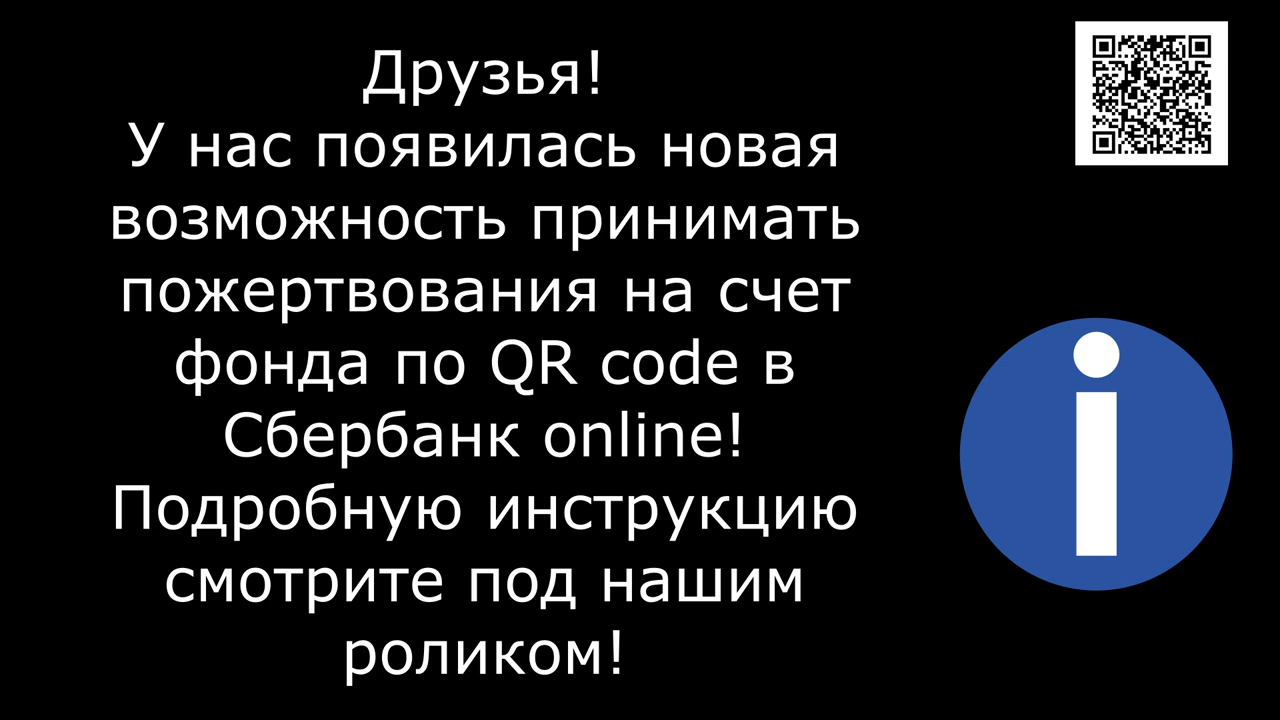 Друзья!
У нас появилась новая
возможность принимать
пожертвования на счет
фонда по QR code в
Сбербанк online!
Подробную инструкцию
смотрите под нашим
роликом!
i